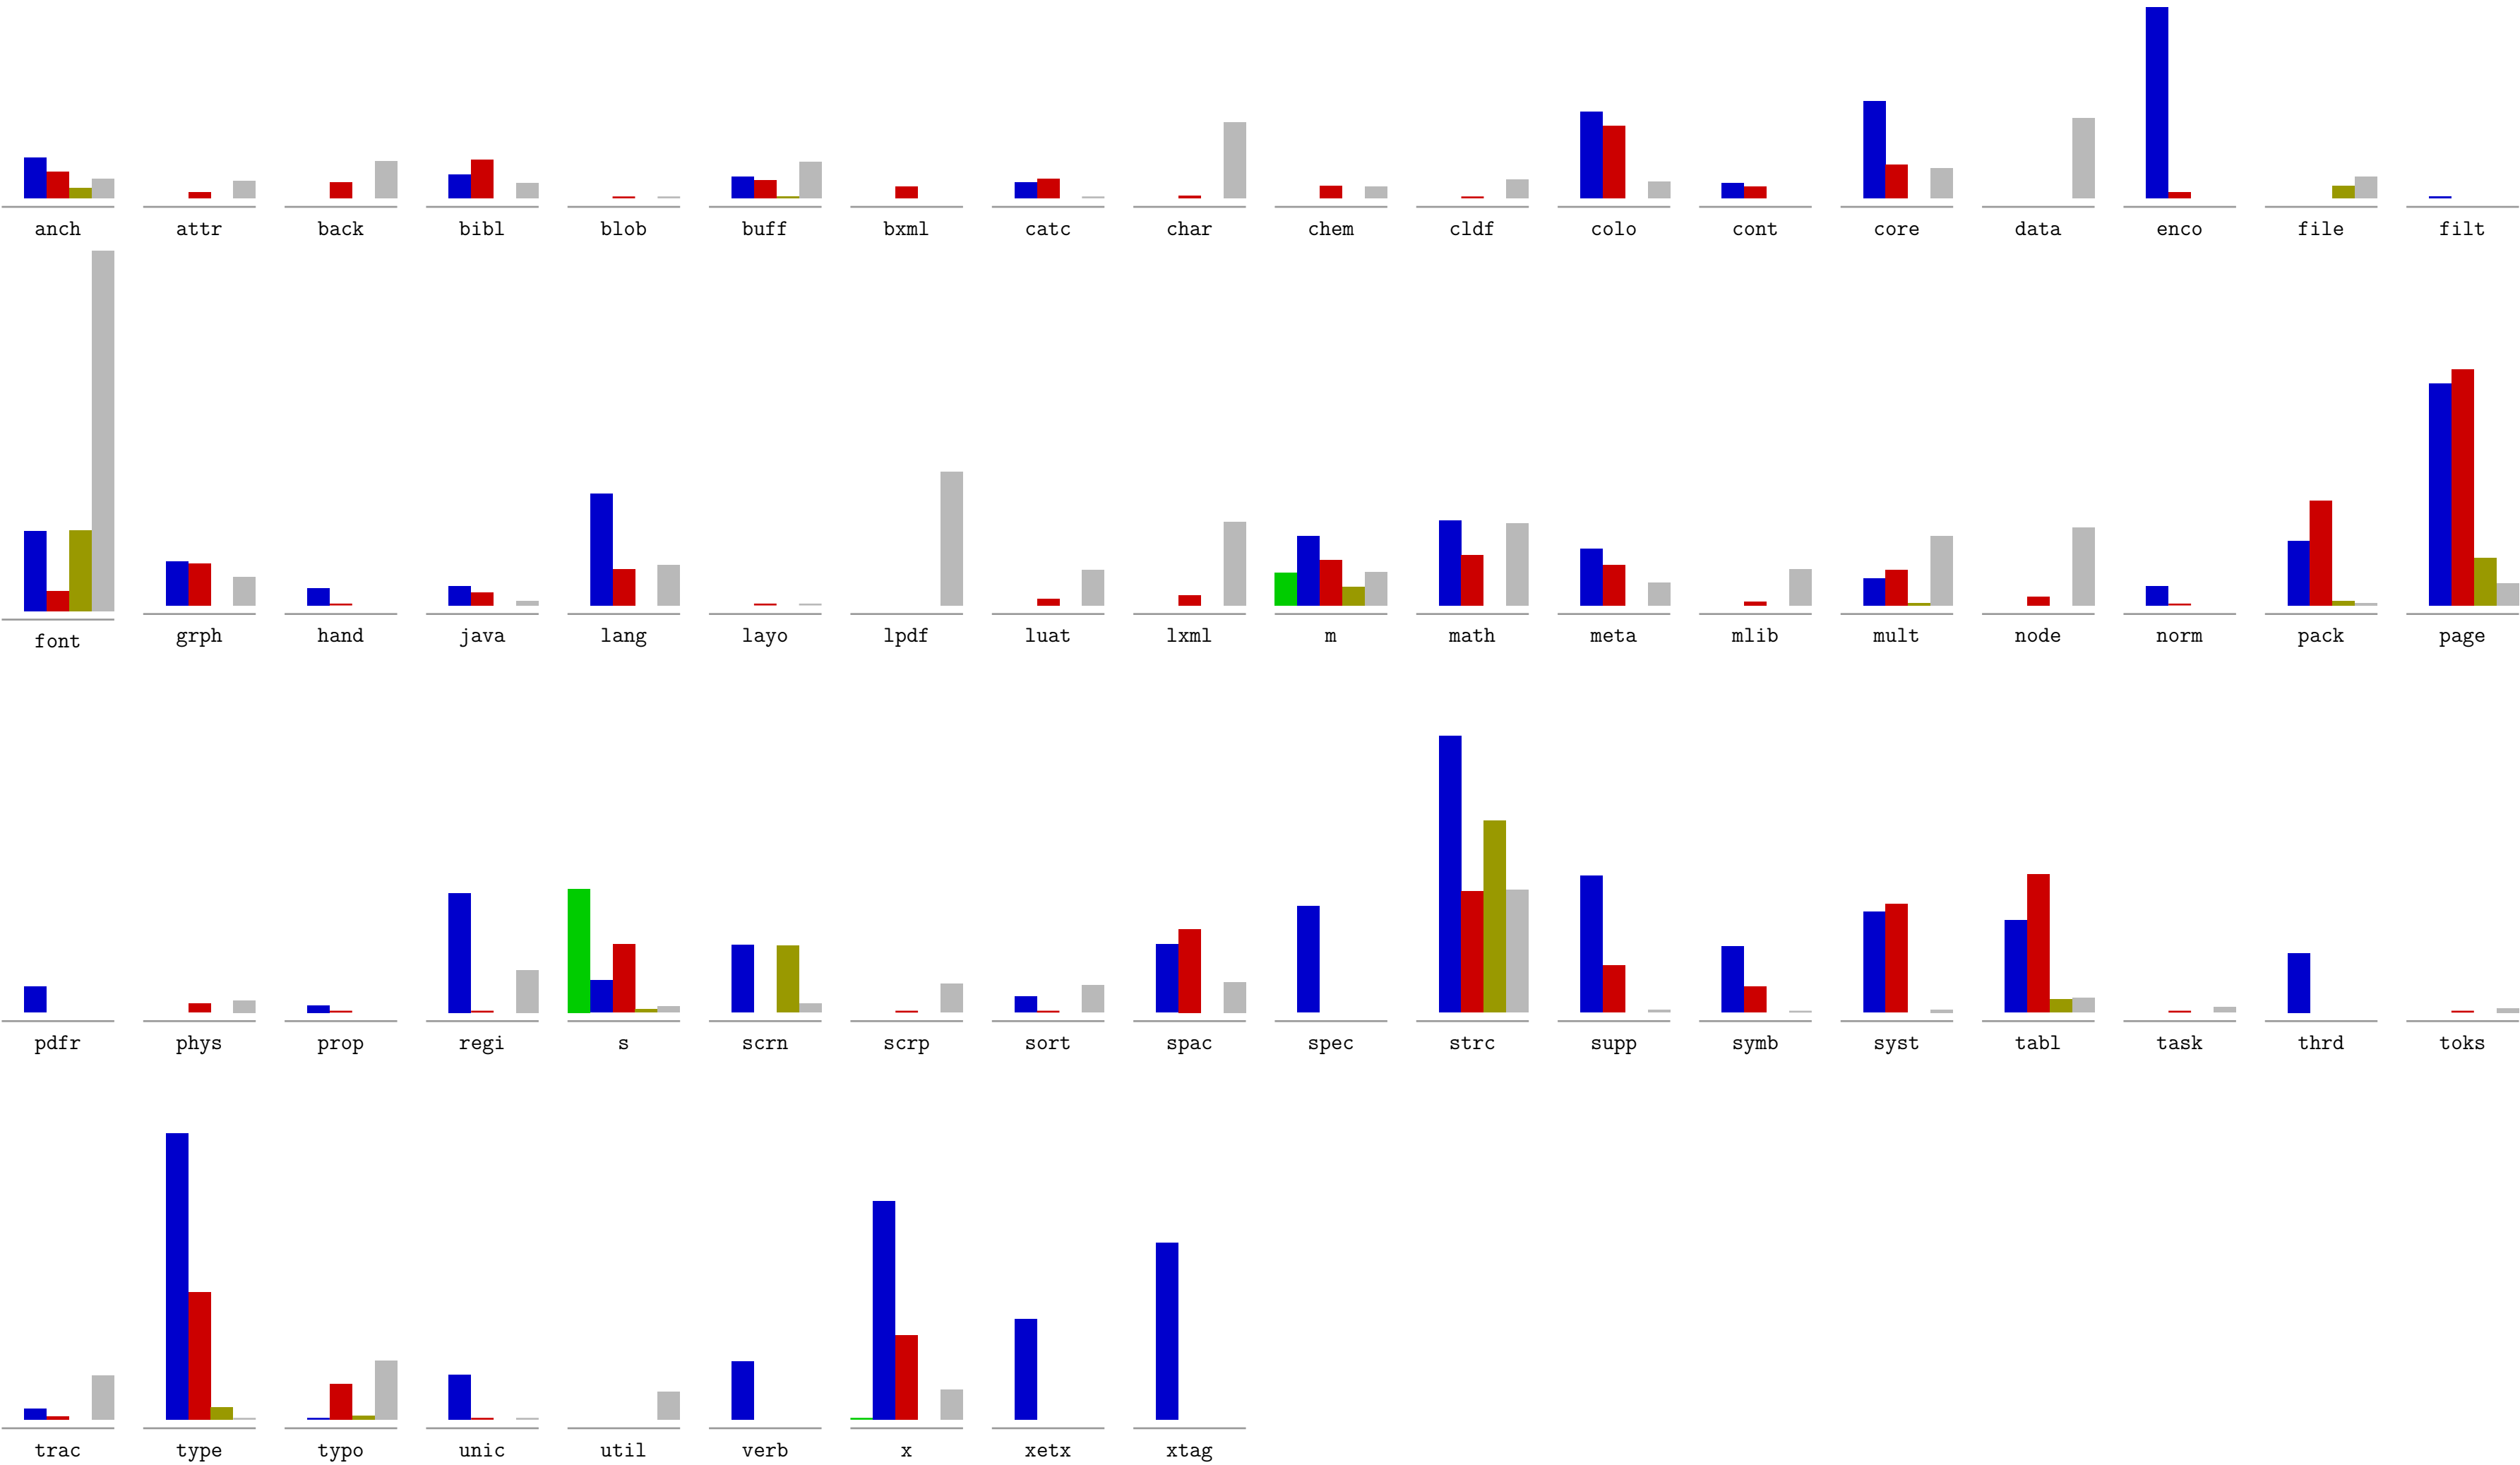 anch attr back bibl blob buff bxml catc char chem cldf colo cont core data enco file filt
font grph hand java lang layo lpdf luat lxml m math meta mlib mult node norm pack page
pdfr phys prop regi s scrn scrp sort spac spec strc supp symb syst tabl task thrd toks
trac type typo unic util verb x xetx xtag